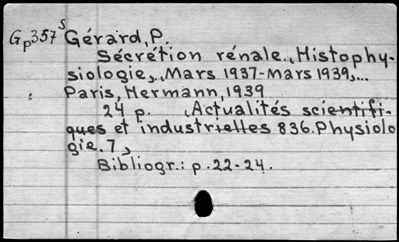 Gp357S Gérard, P.
Sécrétion rénale. (Histophy-
siologie), (Mars 1937-Mars 1939), ...
Paris, Hermann, 1939
24 p. (Actualités scientifi-
ques et industrielles 836. Physiolo
gie. 7)
Bibliogr.: p. 22-24.